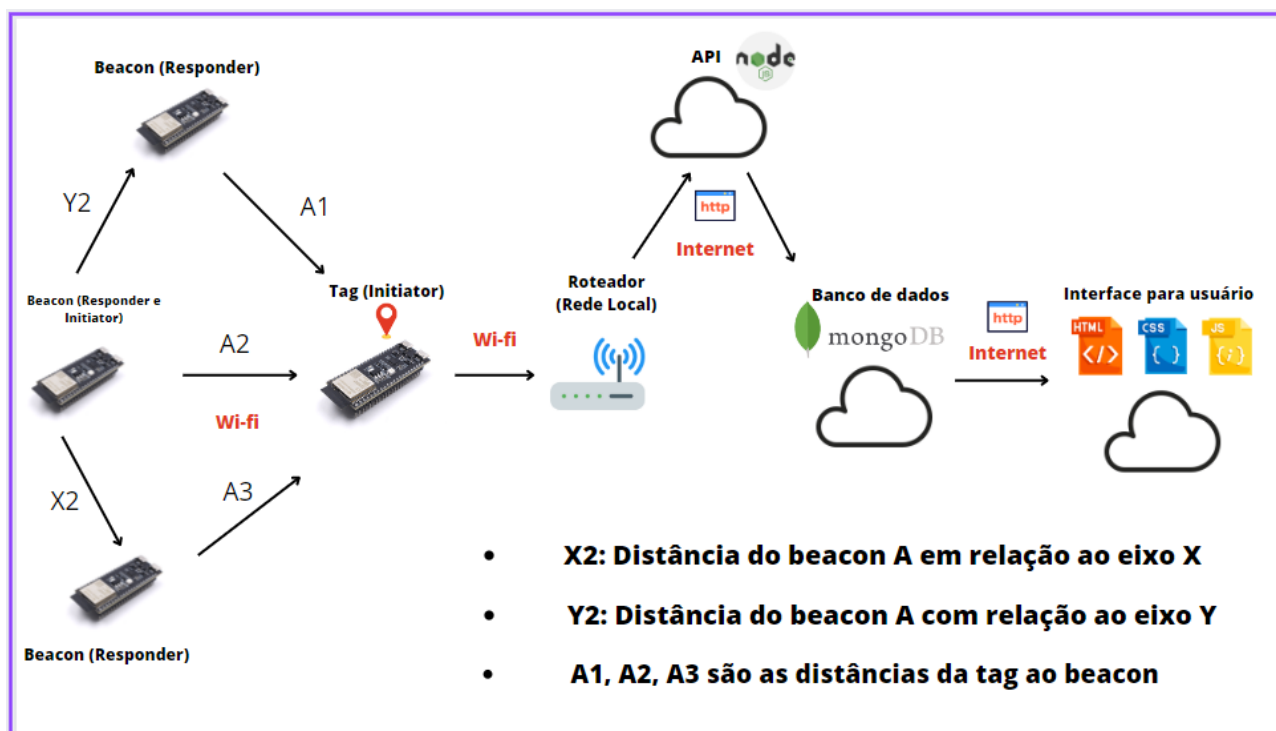 Beacon (Responder)
Y2
A1
Beacon (Responder e
Initiator)
Tag (Initiator)
A2
Wi-fi
X2
A3
Beacon (Responder)
Wi-fi
Roteador
(Rede Local)
API
node
JS
http
Internet
Banco de dados
mongoDB
http
Internet
Interface para usuário
HTML
CSS
JS
• X2: Distância do beacon A em relação ao eixo X
• Y2: Distância do beacon A com relação ao eixo Y
• A1, A2, A3 são as distâncias da tag ao beacon